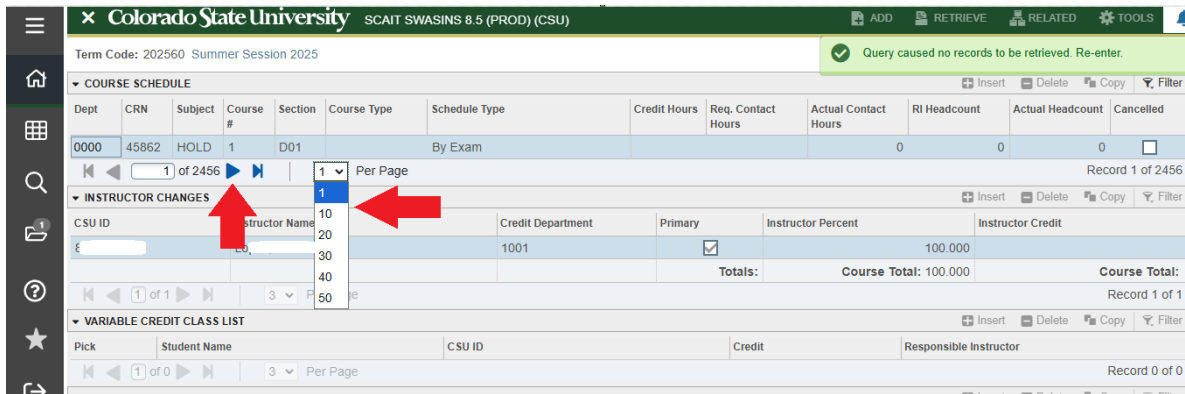 × Colorado State University SCAIT SWASINS 8.5 (PROD) (CSU) ADD RETRIEVE RELATED TOOLS
Term Code: 202560 Summer Session 2025
Query caused no records to be retrieved. Re-enter.
COURSE SCHEDULE Insert Delete Copy Filter
Dept CRN Subject Course # Section Course Type Schedule Type Credit Hours Req. Contact Hours Actual Contact Hours RI Headcount Actual Headcount Cancelled
0000 45862 HOLD 1 D01 By Exam 0 0 0
1 of 2456 1 Per Page Record 1 of 2456
1
10
20
30
40
50
INSTRUCTOR CHANGES Insert Delete Copy Filter
CSU ID Name Credit Department Primary Instructor Percent Instructor Credit
1001 100.000
Totals: Course Total: 100.000 Course Total:
1 of 1 3 Record 1 of 1
VARIABLE CREDIT CLASS LIST Insert Delete Copy Filter
Pick Student Name CSU ID Credit Responsible Instructor
1 of 0 3 Per Page Record 0 of 0